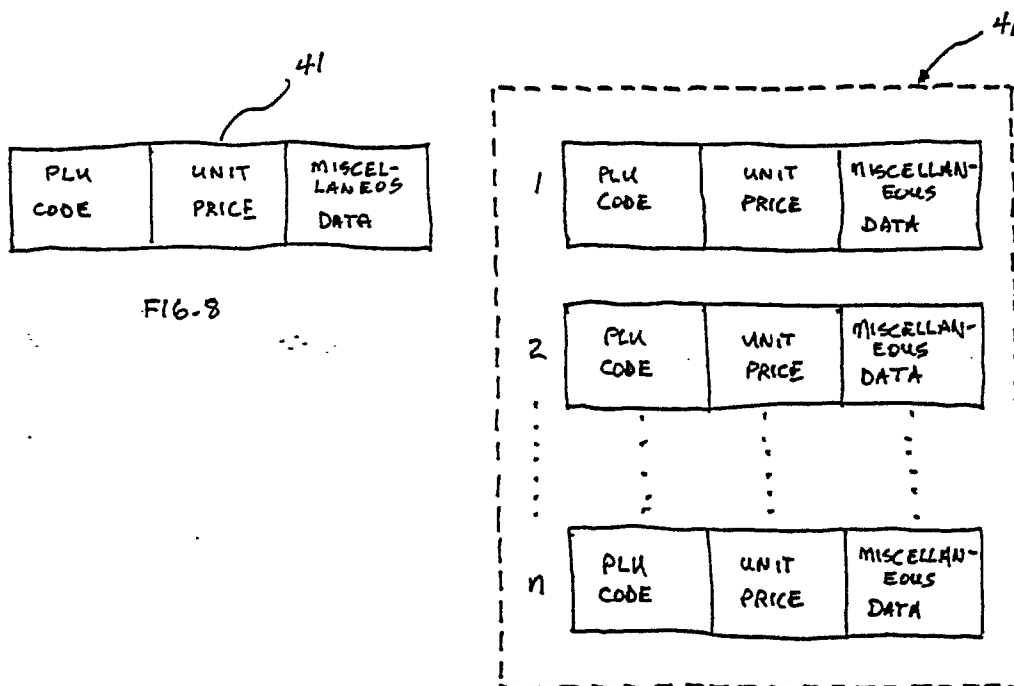 41
PLU
CODE
UNIT
PRICE
MISCEL-
LANEOS
DATA
FIG-8
41
1
PLU
CODE
UNIT
PRICE
MISCELLAN-
EOUS
DATA
2
PLU
CODE
UNIT
PRICE
MISCELLAN-
EOUS
DATA
n
PLU
CODE
UNIT
PRICE
MISCELLAN-
EOUS
DATA